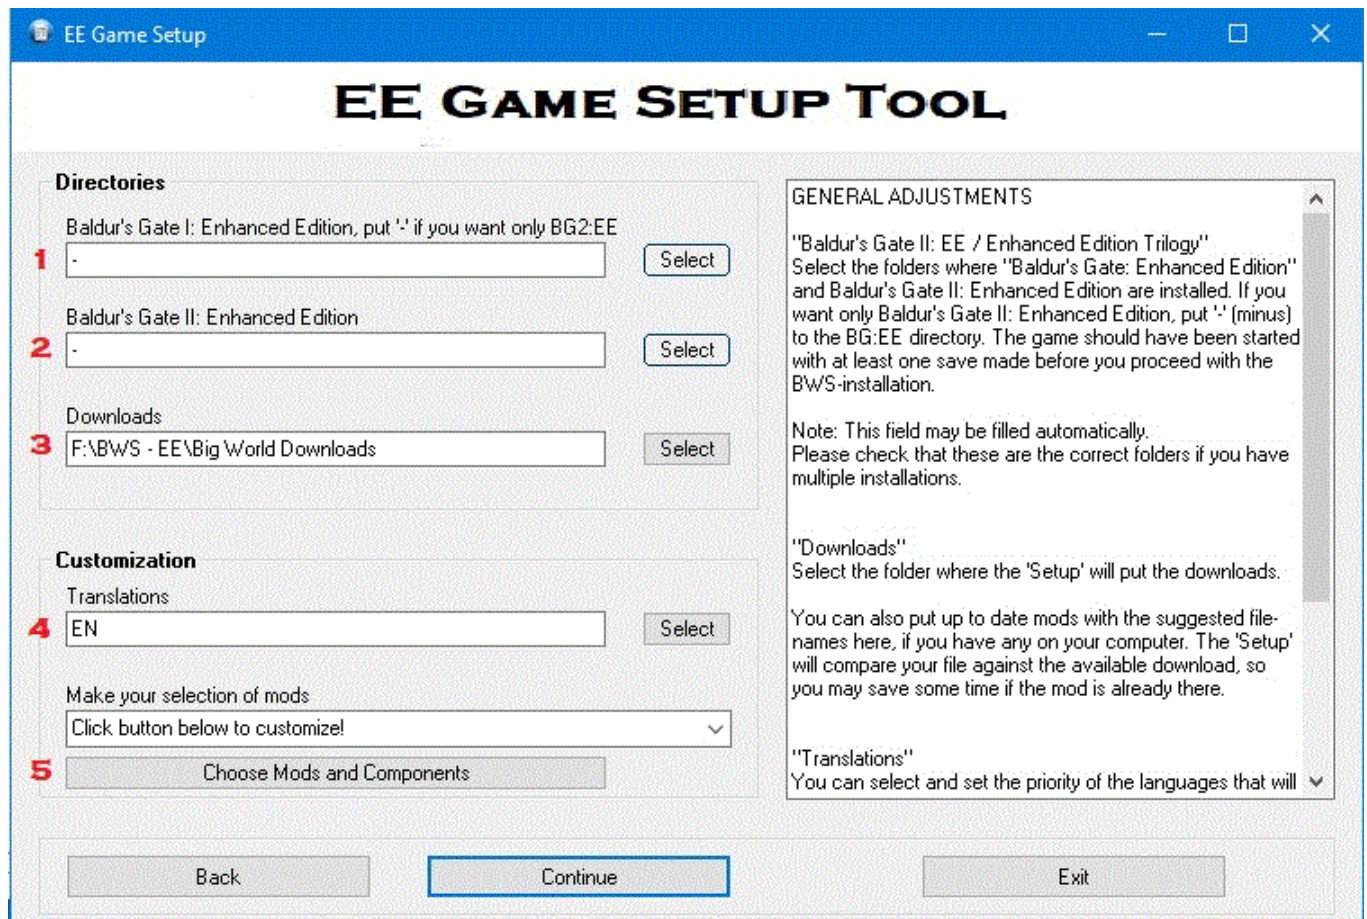 EE Game Setup
EE GAME SETUP TOOL
Directories
Baldur's Gate I: Enhanced Edition, put '-' if you want only BG2:EE
1
-
Select
Baldur's Gate II: Enhanced Edition
2
-
Select
Downloads
3
F:\BWS - EE\Big World Downloads
Select
Customization
Translations
4
EN
Select
Make your selection of mods
Click button below to customize!
5
Choose Mods and Components
GENERAL ADJUSTMENTS
"Baldur's Gate II: EE / Enhanced Edition Trilogy"
Select the folders where "Baldur's Gate: Enhanced Edition"
and Baldur's Gate II: Enhanced Edition are installed. If you
want only Baldur's Gate II: Enhanced Edition, put '-' (minus)
to the BG:EE directory. The game should have been started
with at least one save made before you proceed with the
BWS-installation.
Note: This field may be filled automatically.
Please check that these are the correct folders if you have
multiple installations.
"Downloads"
Select the folder where the 'Setup' will put the downloads.
You can also put up to date mods with the suggested file-
names here, if you have any on your computer. The 'Setup'
will compare your file against the available download, so
you may save some time if the mod is already there.
"Translations"
You can select and set the priority of the languages that will
Back
Continue
Exit